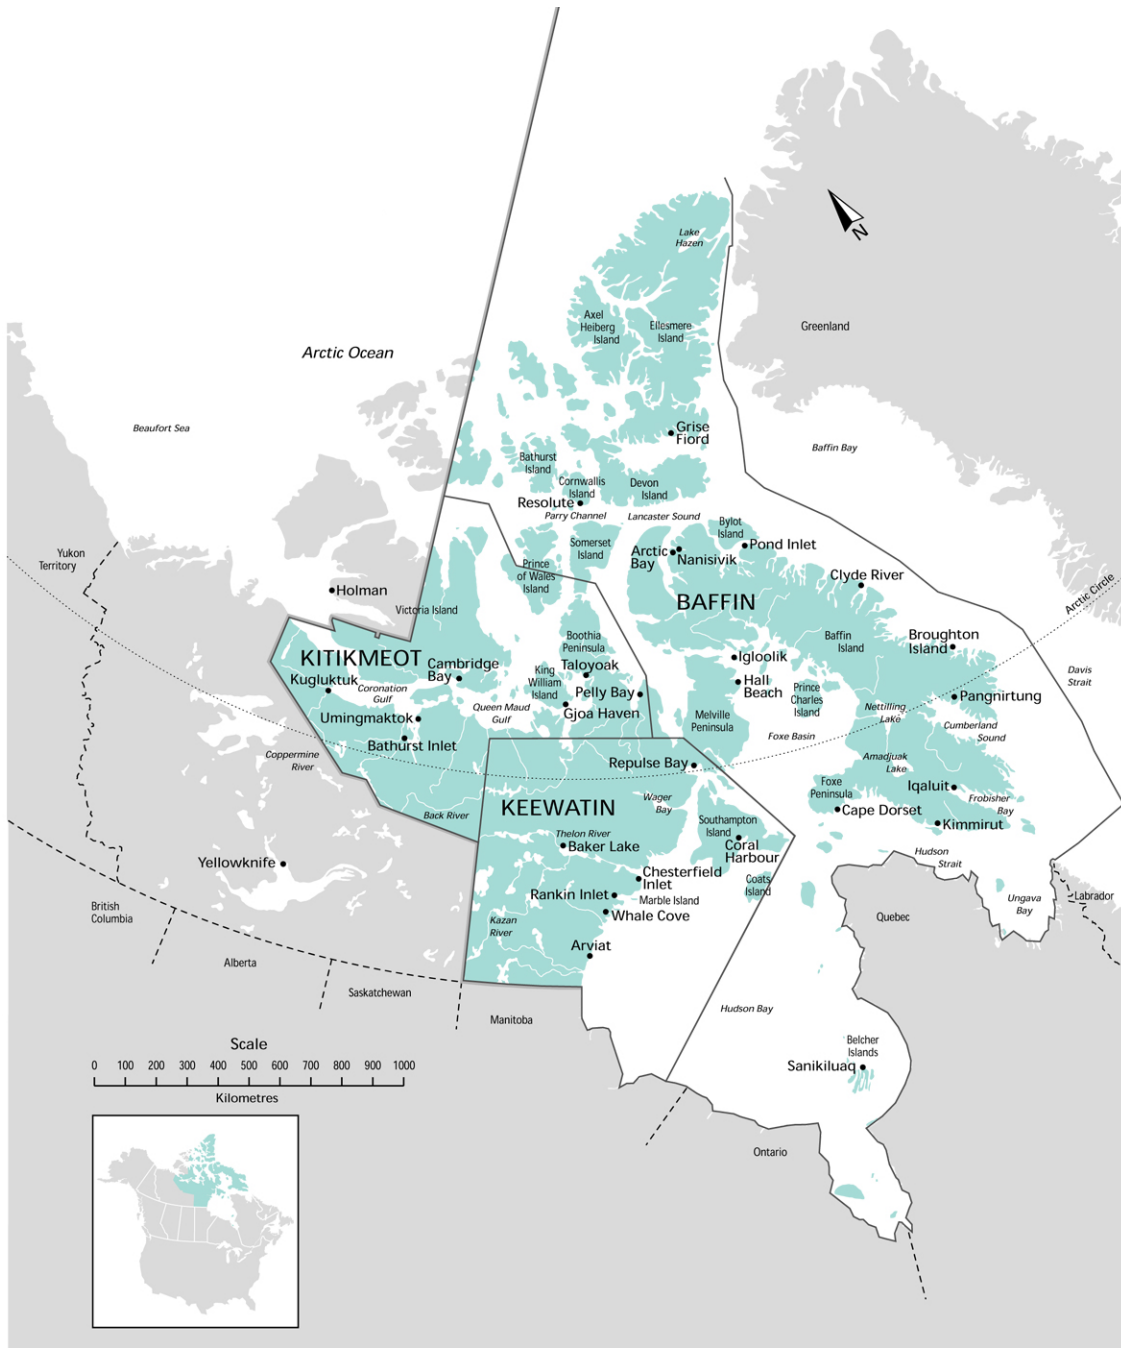 Lake
Hazen
N
Axel
Heiberg
Island
Ellesmere
Island
Greenland
Arctic Ocean
Beaufort Sea
Grise
Fiord
Baffin Bay
Bathurst
Island
Cornwallis
Island
Devon
Island
Resolute
Parry Channel
Lancaster Sound
Bylot
Island
Somerset
Island
Arctic
Bay
Nanisivik
Pond Inlet
Yukon
Territory
Prince
of Wales
Island
Clyde River
Arctic Circle
Holman
Victoria Island
BAFFIN
Boothia
Peninsula
Baffin
Island
Broughton
Island
KITIKMEOT
Kugluktuk
Cambridge
Bay
Coronation
Gulf
King
William
Island
Taloyoak
Pelly Bay
Igloolik
Hall
Beach
Prince
Charles
Island
Davis
Strait
Pangnirtung
Queen Maud
Gulf
Gjoa Haven
Umingmaktok
Bathurst Inlet
Melville
Peninsula
Nettilling
Lake
Cumberland
Sound
Foxe Basin
Coppermine
River
Repulse Bay
Amadjuak
Lake
Foxe
Peninsula
Iqaluit
Frobisher
Bay
KEEWATIN
Wager
Bay
Back River
Cape Dorset
Kimmirut
Southampton
Island
Thelon River
Baker Lake
Coral
Harbour
Hudson
Strait
Yellowknife
Chesterfield
Inlet
Coats
Island
Rankin Inlet
Marble Island
Whale Cove
Ungava
Bay
Labrador
British
Columbia
Kazan
River
Quebec
Arviat
Alberta
Saskatchewan
Manitoba
Hudson Bay
Belcher
Islands
Sanikiluaq
Scale
0 100 200 300 400 500 600 700 800 900 1000
Kilometres
Ontario